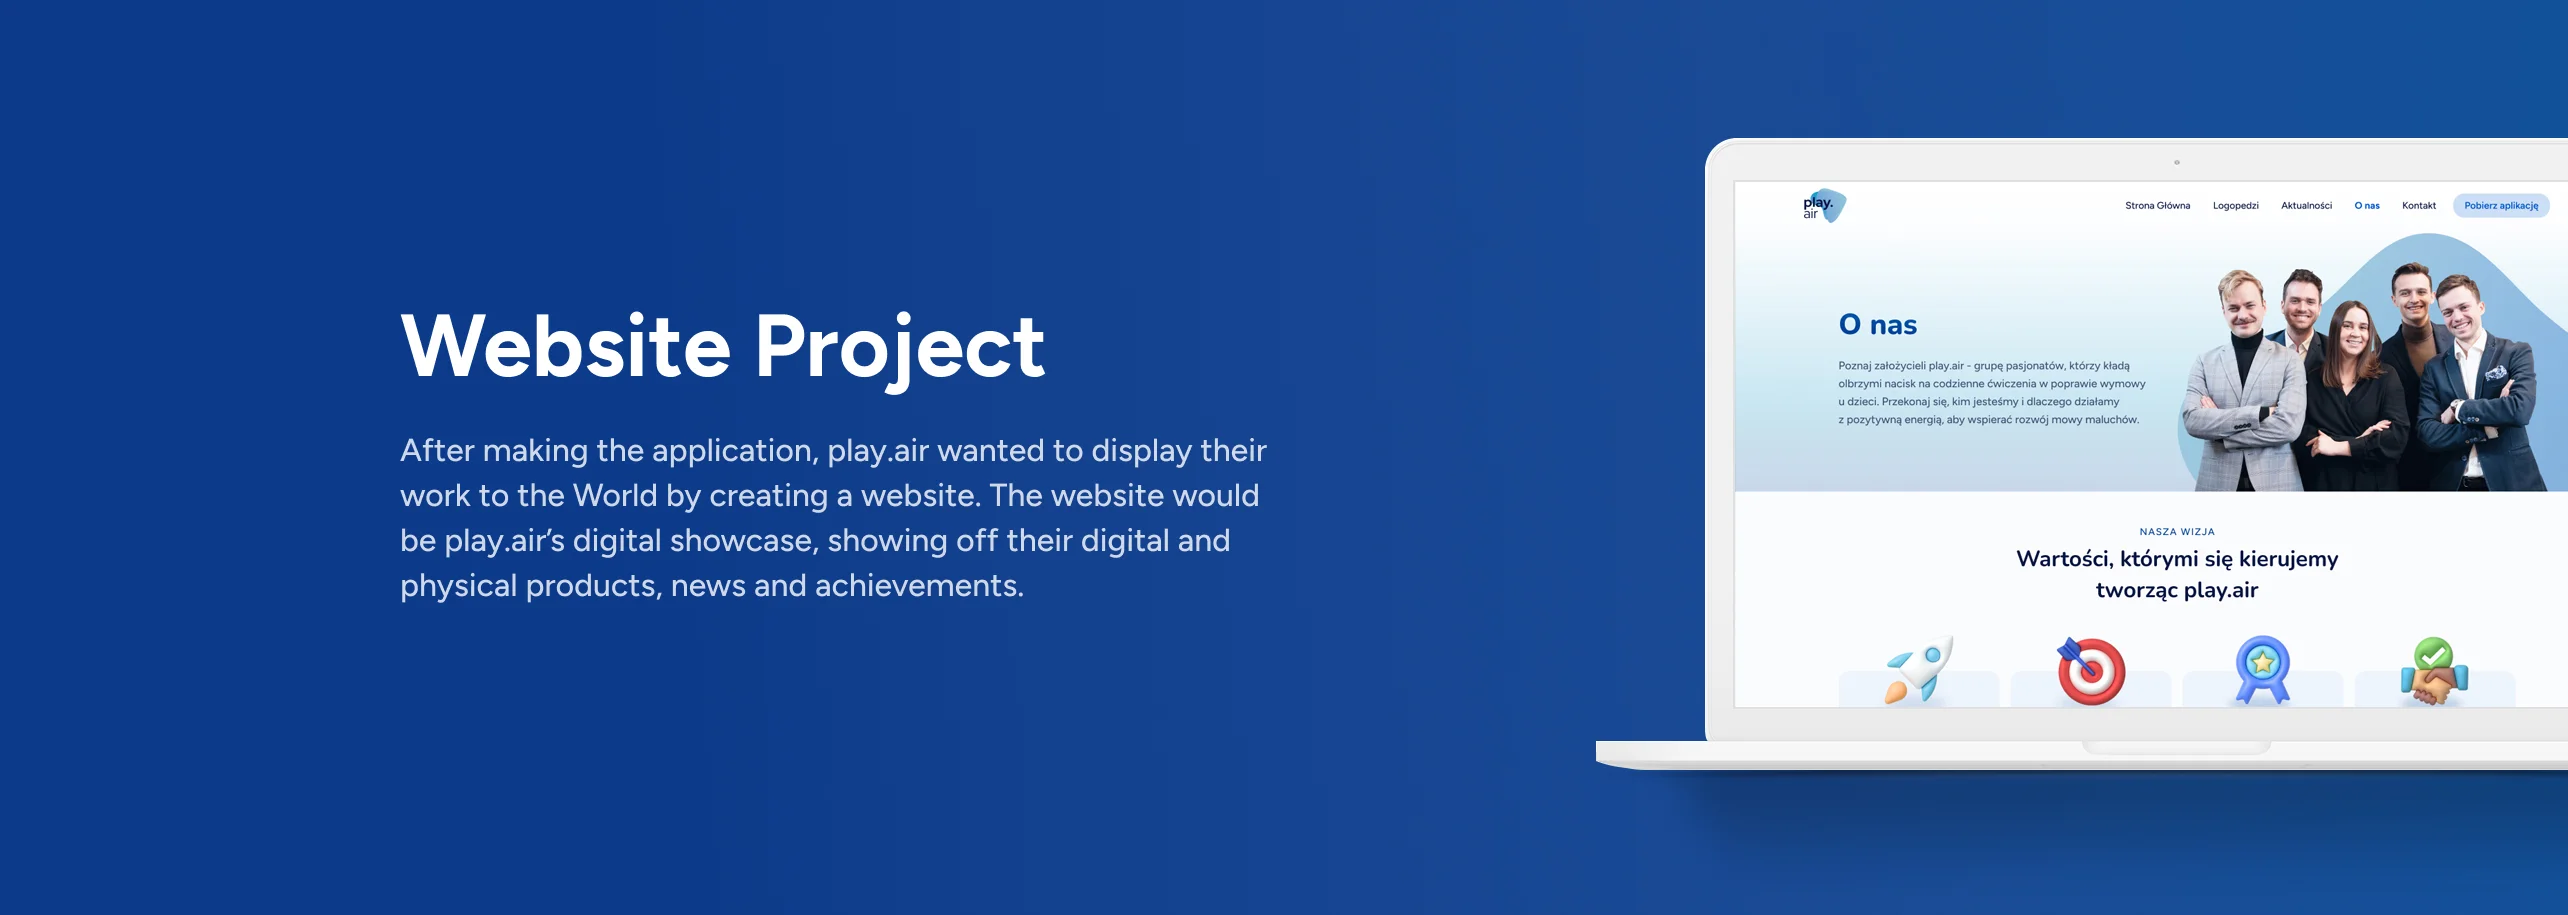 Website Project
After making the application, play.air wanted to display their
work to the World by creating a website. The website would
be play.air’s digital showcase, showing off their digital and
physical products, news and achievements.
play.
air
Strona Główna Logopedzi Aktualności O nas Kontakt Pobierz aplikację
O nas
Poznaj założycieli play.air - grupę pasjonatów, którzy kładą
olbrzymi nacisk na codzienne ćwiczenia w poprawie wymowy
u dzieci. Przekonaj się, kim jesteśmy i dlaczego działamy
z pozytywną energią, aby wspierać rozwój mowy maluchów.
NASZA WIZJA
Wartości, którymi się kierujemy
tworząc play.air